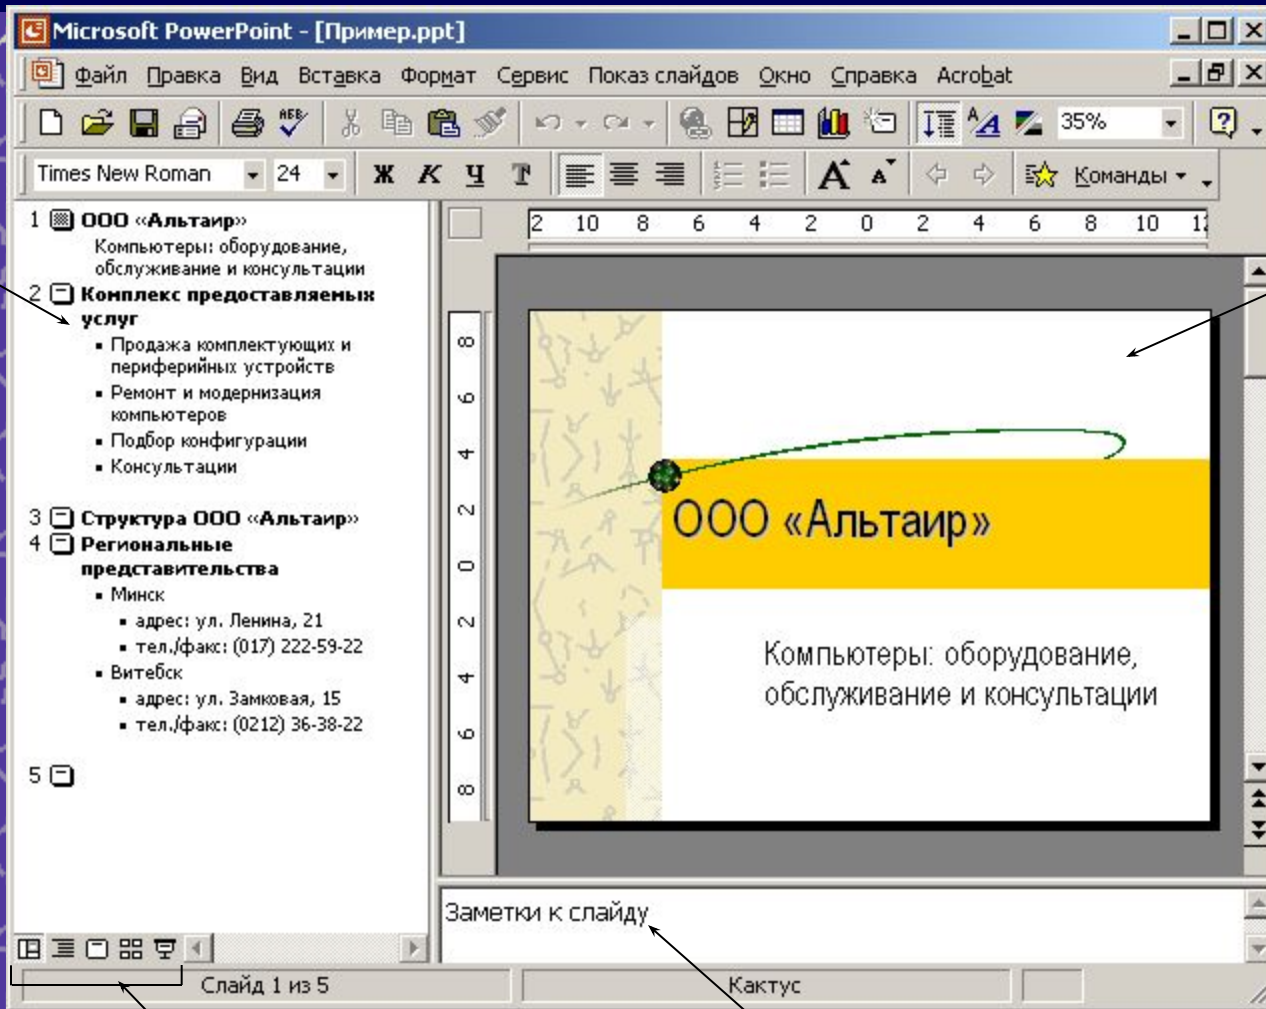 Microsoft PowerPoint - [Пример.ppt]
Файл Правка Вид Вставка Формат Сервис Показ слайдов Окно Справка Acrobat
35%
Times New Roman 24 Ж К Ч Т А А Команды
1 ООО «Альтаир»
Компьютеры: оборудование,
обслуживание и консультации
2 Комплекс предоставляемых
услуг
▪ Продажа комплектующих и
периферийных устройств
▪ Ремонт и модернизация
компьютеров
▪ Подбор конфигурации
▪ Консультации
3 Структура ООО «Альтаир»
4 Региональные
представительства
▪ Минск
▪ адрес: ул. Ленина, 21
▪ тел./факс: (017) 222-59-22
▪ Витебск
▪ адрес: ул. Замковая, 15
▪ тел./факс: (0212) 36-38-22
5
2 10 8 6 4 2 0 2 4 6 8 10 12
8
6
4
2
0
2
4
6
8
ООО «Альтаир»
Компьютеры: оборудование,
обслуживание и консультации
Заметки к слайду
Слайд 1 из 5 Кактус